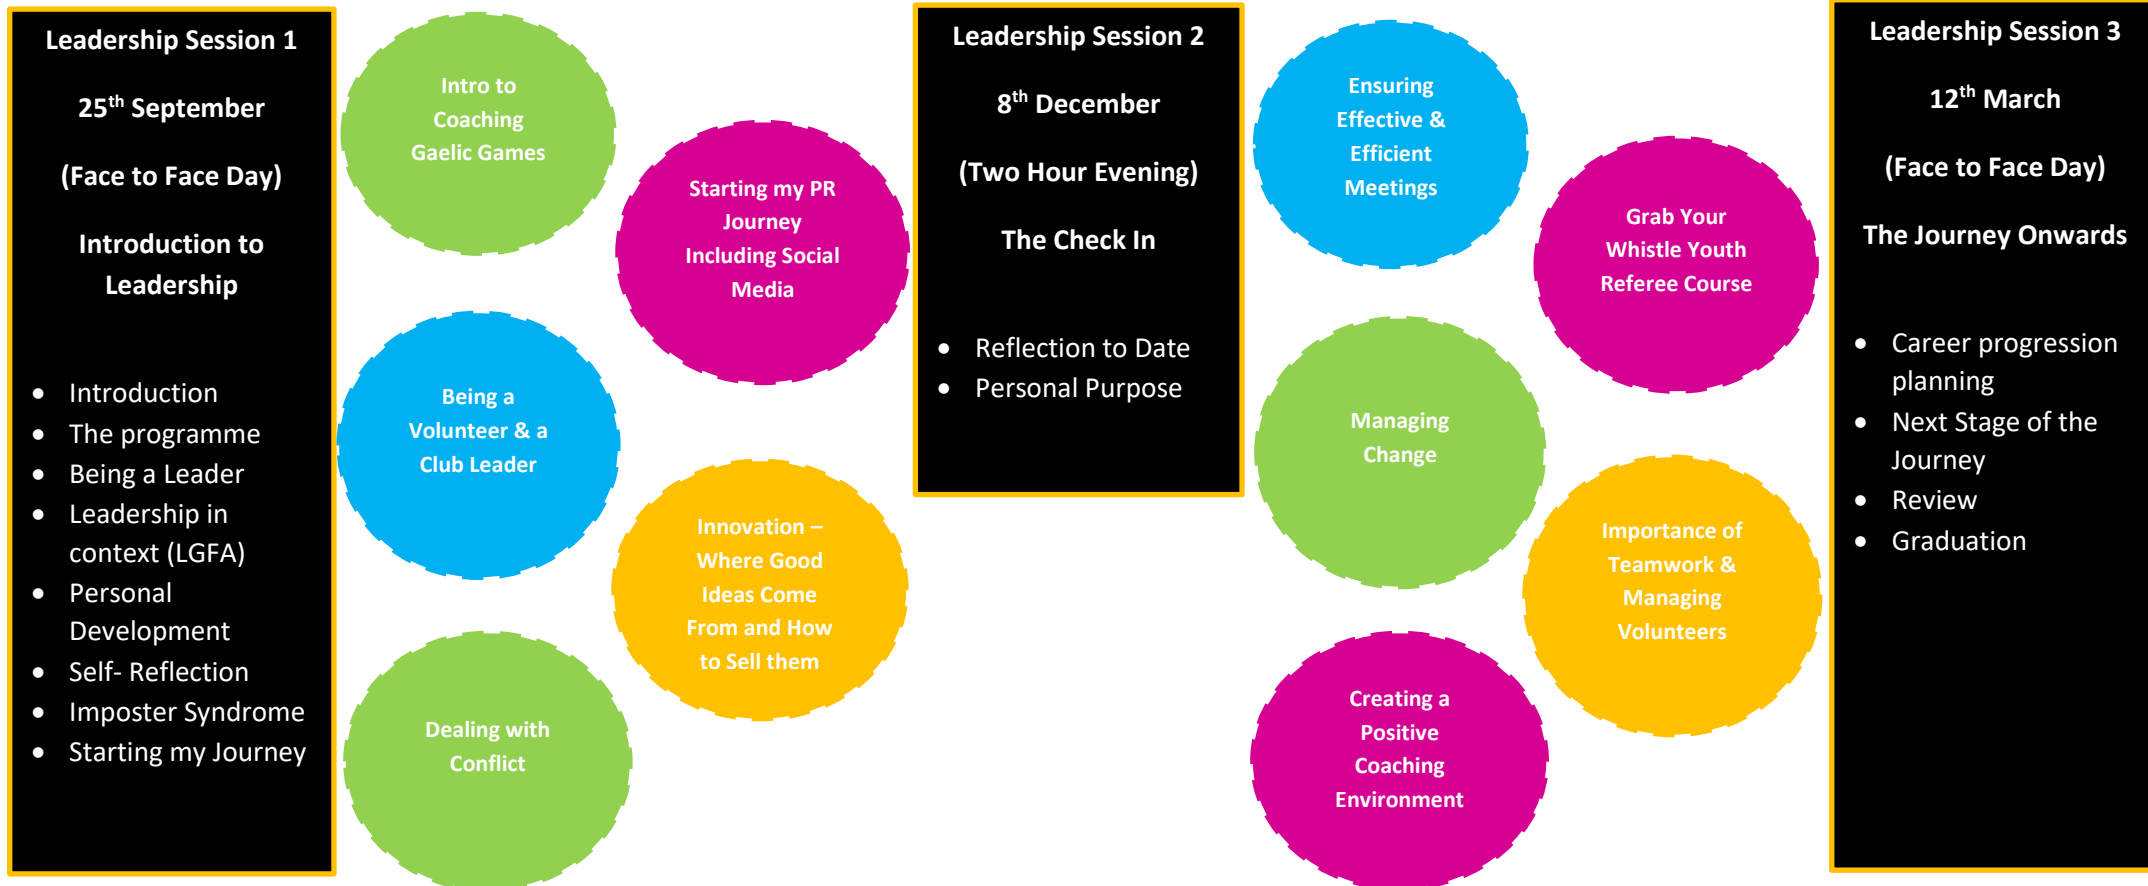 Leadership Session 1
25th September
(Face to Face Day)
Introduction to
Leadership
• Introduction
• The programme
• Being a Leader
• Leadership in
context (LGFA)
• Personal
Development
• Self- Reflection
• Imposter Syndrome
• Starting my Journey
Intro to
Coaching
Gaelic Games
Starting my PR
Journey
Including Social
Media
Being a
Volunteer & a
Club Leader
Innovation –
Where Good
Ideas Come
From and How
to Sell them
Dealing with
Conflict
Leadership Session 2
8th December
(Two Hour Evening)
The Check In
• Reflection to Date
• Personal Purpose
Ensuring
Effective &
Efficient
Meetings
Grab Your
Whistle Youth
Referee Course
Managing
Change
Importance of
Teamwork &
Managing
Volunteers
Creating a
Positive
Coaching
Environment
Leadership Session 3
12th March
(Face to Face Day)
The Journey Onwards
• Career progression
planning
• Next Stage of the
Journey
• Review
• Graduation